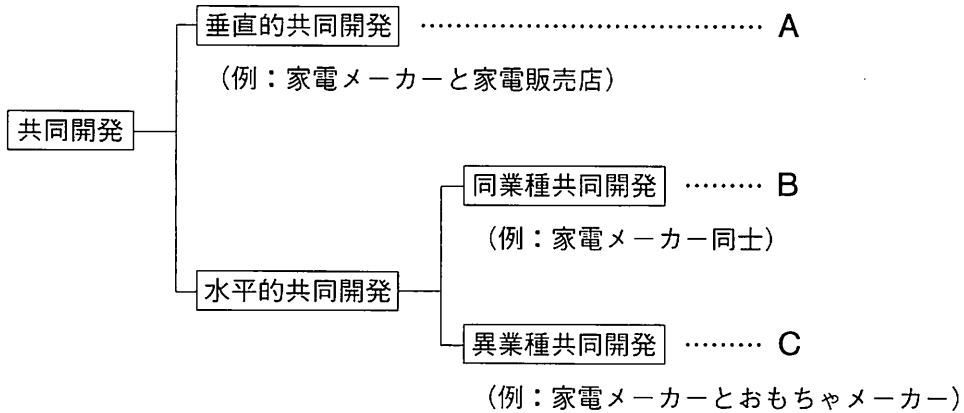 垂直的共同開発 ………………………………… A
（例：家電メーカーと家電販売店）
共同開発
同業種共同開発 ……… B
（例：家電メーカー同士）
水平的共同開発
異業種共同開発 ……… C
（例：家電メーカーとおもちゃメーカー）